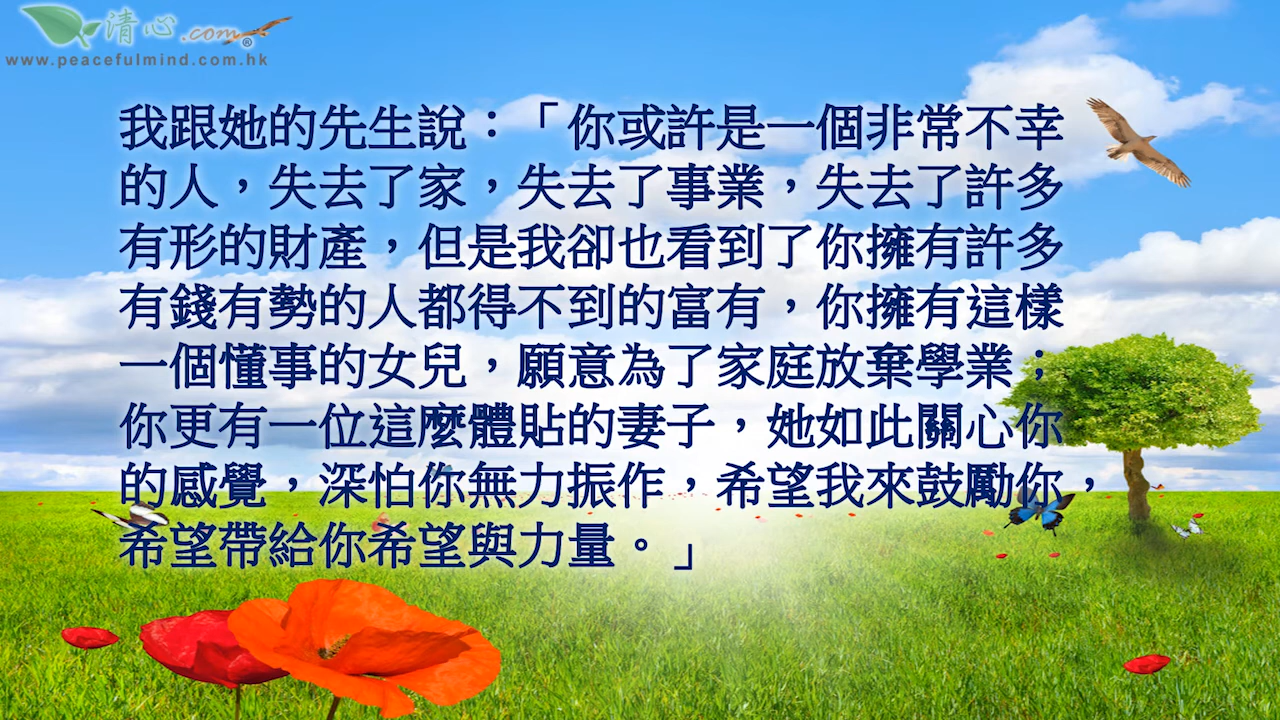 清心.com®
www.peacefulmind.com.hk
我跟她的先生說：「你或許是一個非常不幸
的人，失去了家，失去了事業，失去了許多
有形的財產，但是我卻也看到了你擁有許多
有錢有勢的人都得不到的富有，你擁有這樣
一個懂事的女兒，願意為了家庭放棄學業；
你更有一位這麼體貼的妻子，她如此關心你
的感覺，深怕你無力振作，希望我來鼓勵你，
希望帶給你希望與力量。」